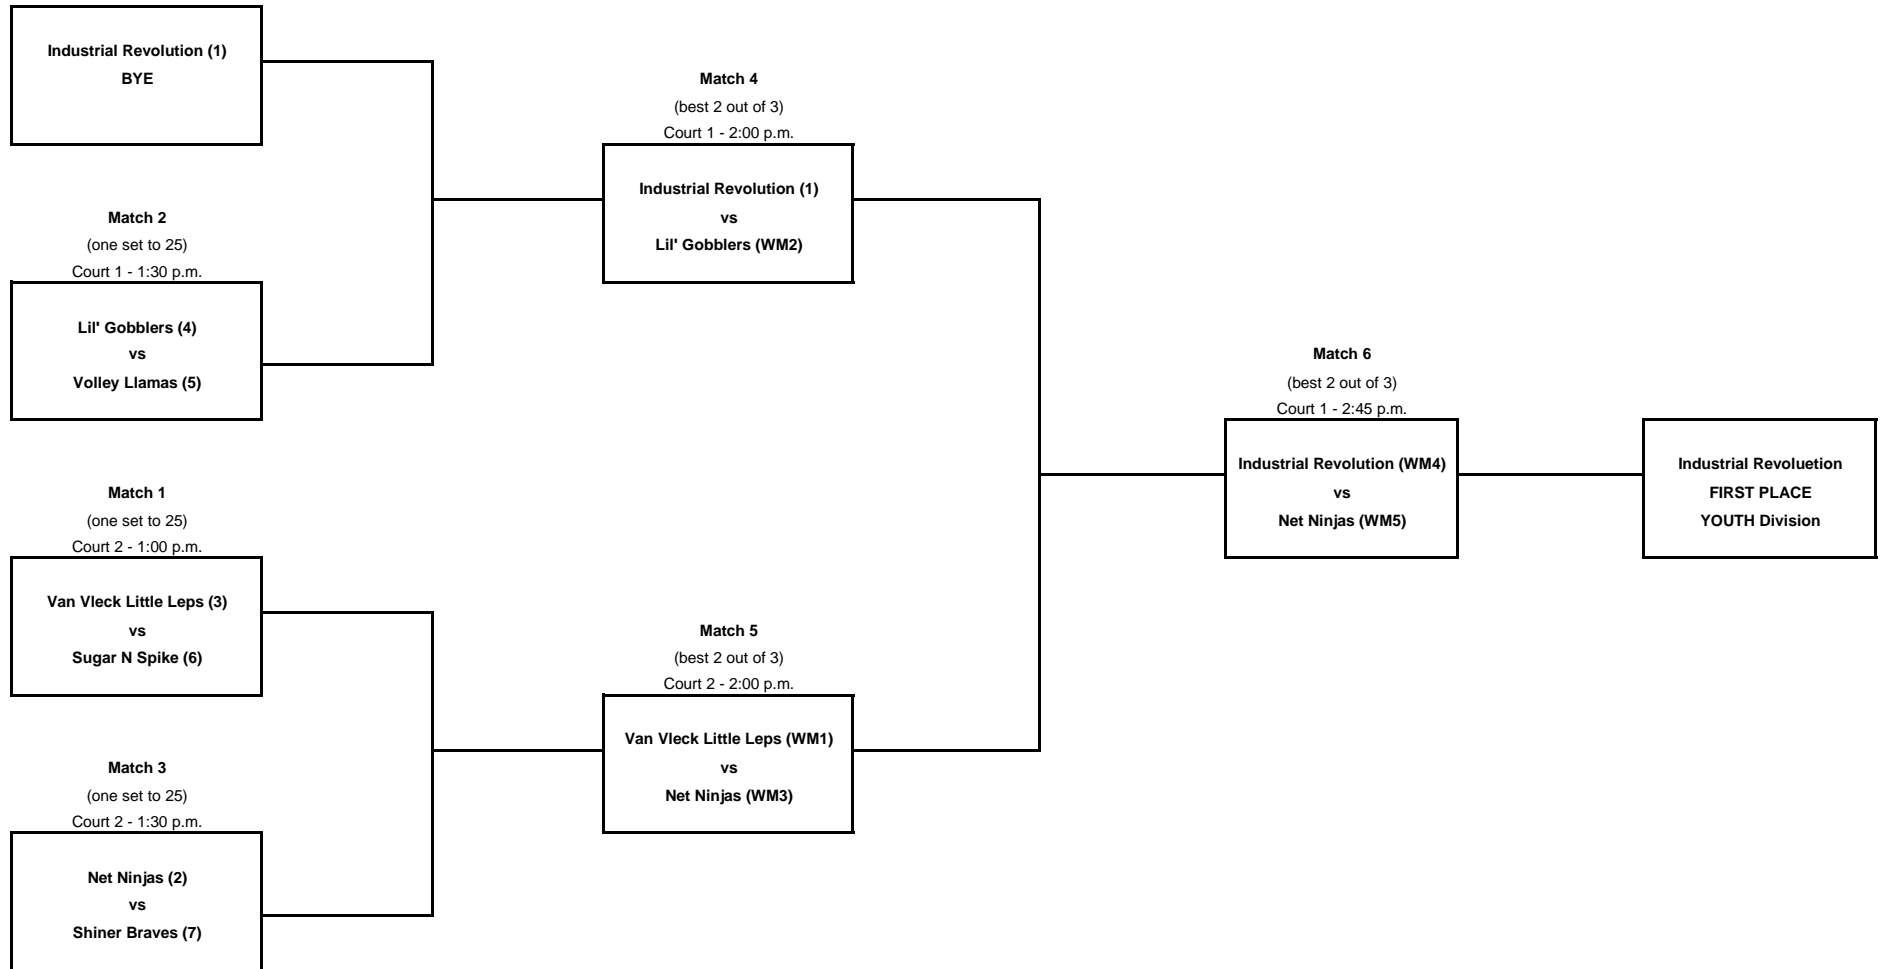 Industrial Revolution (1)
BYE
Match 2
(one set to 25)
Court 1 - 1:30 p.m.
Lil' Gobblers (4)
vs
Volley Llamas (5)
Match 1
(one set to 25)
Court 2 - 1:00 p.m.
Van Vleck Little Leps (3)
vs
Sugar N Spike (6)
Match 3
(one set to 25)
Court 2 - 1:30 p.m.
Net Ninjas (2)
vs
Shiner Braves (7)
Match 4
(best 2 out of 3)
Court 1 - 2:00 p.m.
Industrial Revolution (1)
vs
Lil' Gobblers (WM2)
Match 5
(best 2 out of 3)
Court 2 - 2:00 p.m.
Van Vleck Little Leps (WM1)
vs
Net Ninjas (WM3)
Match 6
(best 2 out of 3)
Court 1 - 2:45 p.m.
Industrial Revolution (WM4)
vs
Net Ninjas (WM5)
Industrial Revoluetion
FIRST PLACE
YOUTH Division